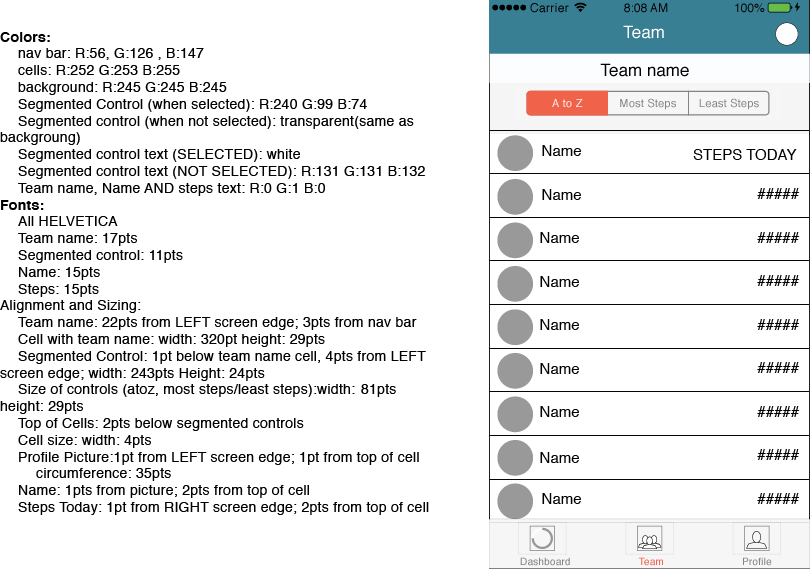 Colors:
nav bar: R:56, G:126 , B:147
cells: R:252 G:253 B:255
background: R:245 G:245 B:245
Segmented Control (when selected): R:240 G:99 B:74
Segmented control (when not selected): transparent(same as
backgroung)
Segmented control text (SELECTED): white
Segmented control text (NOT SELECTED): R:131 G:131 B:132
Team name, Name AND steps text: R:0 G:1 B:0
Fonts:
All HELVETICA
Team name: 17pts
Segmented control: 11pts
Name: 15pts
Steps: 15pts
Alignment and Sizing:
Team name: 22pts from LEFT screen edge; 3pts from nav bar
Cell with team name: width: 320pt height: 29pts
Segmented Control: 1pt below team name cell, 4pts from LEFT
screen edge; width: 243pts Height: 24pts
Size of controls (atoz, most steps/least steps):width: 81pts
height: 29pts
Top of Cells: 2pts below segmented controls
Cell size: width: 4pts
Profile Picture:1pt from LEFT screen edge; 1pt from top of cell
circumference: 35pts
Name: 1pts from picture; 2pts from top of cell
Steps Today: 1pt from RIGHT screen edge; 2pts from top of cell
Carrier 8:08 AM 100%
Team
Team name
A to Z Most Steps Least Steps
Name STEPS TODAY
Name #####
Name #####
Name #####
Name #####
Name #####
Name #####
Name #####
Name #####
Dashboard Team Profile